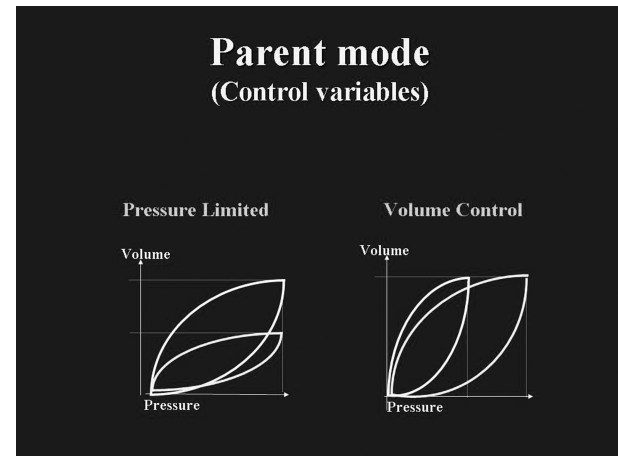 Parent mode
(Control variables)
Pressure Limited
Volume Control
Volume
Volume
Pressure
Pressure